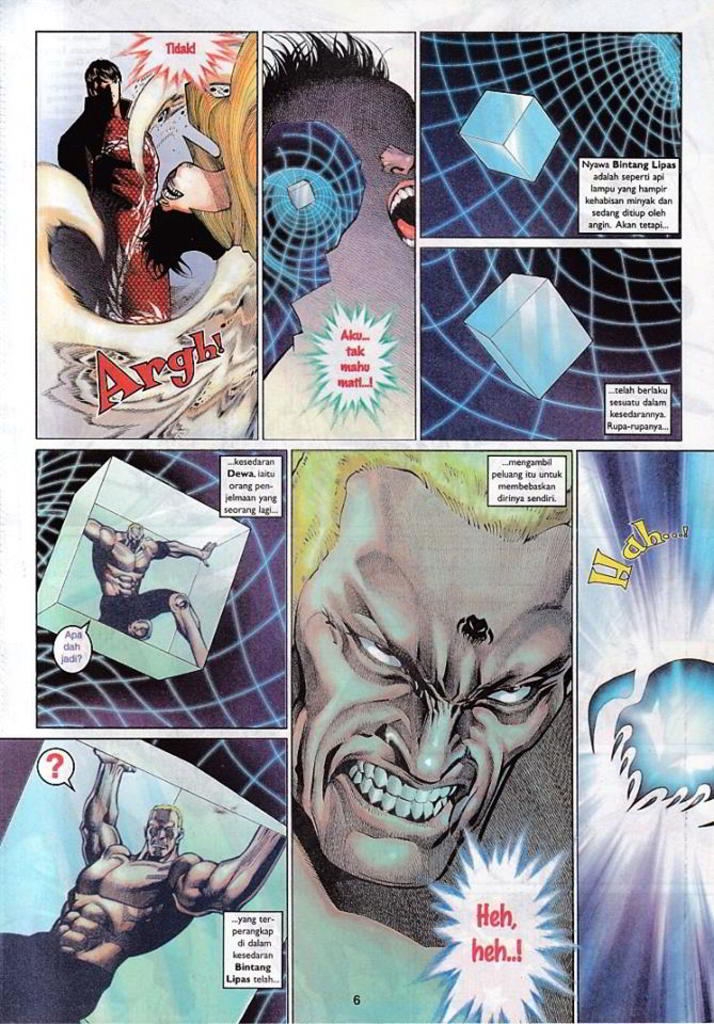 Tidak!
Argh!
Aku...
tak
mahu
mati...!
Nyawa Bintang Lipas
adalah seperti api
lampu yang hampir
kehabisan minyak dan
sedang ditiup oleh
angin. Akan tetapi...
...telah berlaku
sesuatu dalam
kesedarannya.
Rupa-rupanya...
...kesedaran
Dewa, iaitu
orang pen-
jelmaan yang
seorang lagi...
Apa
dah
jadi?
?
...yang ter-
perangkap
di dalam
kesedaran
Bintang
Lipas telah...
...mengambil
peluang itu untuk
membebaskan
dirinya sendiri.
Heh,
heh..!
Hah...!
6